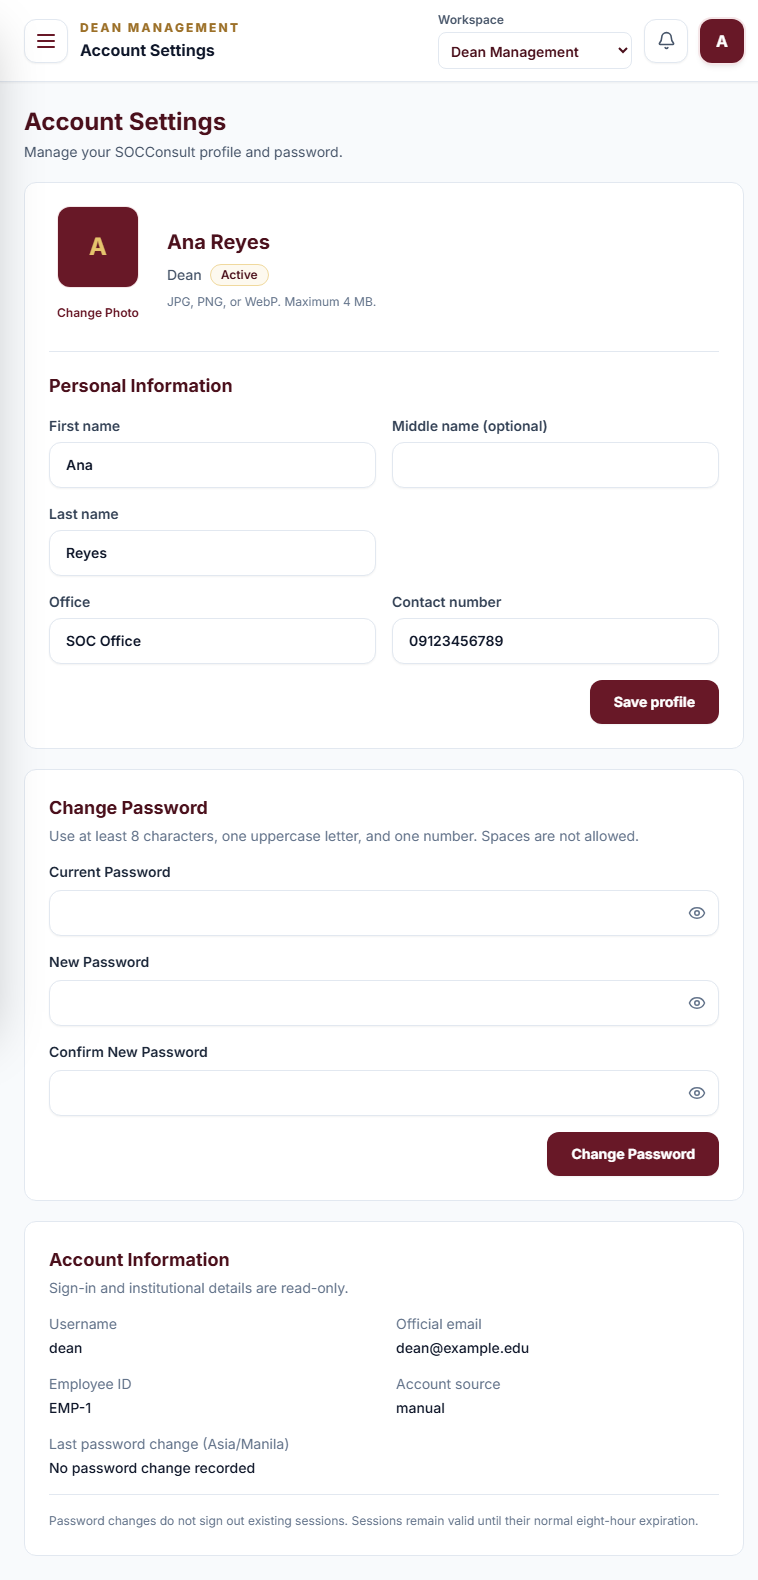 DEAN MANAGEMENT
Account Settings
Workspace
Dean Management
A
Account Settings
Manage your SOCConsult profile and password.
A
Change Photo
Ana Reyes
Dean
Active
JPG, PNG, or WebP. Maximum 4 MB.
Personal Information
First name
Ana
Middle name (optional)
Last name
Reyes
Office
SOC Office
Contact number
09123456789
Save profile
Change Password
Use at least 8 characters, one uppercase letter, and one number. Spaces are not allowed.
Current Password
New Password
Confirm New Password
Change Password
Account Information
Sign-in and institutional details are read-only.
Username
dean
Official email
dean@example.edu
Employee ID
EMP-1
Account source
manual
Last password change (Asia/Manila)
No password change recorded
Password changes do not sign out existing sessions. Sessions remain valid until their normal eight-hour expiration.